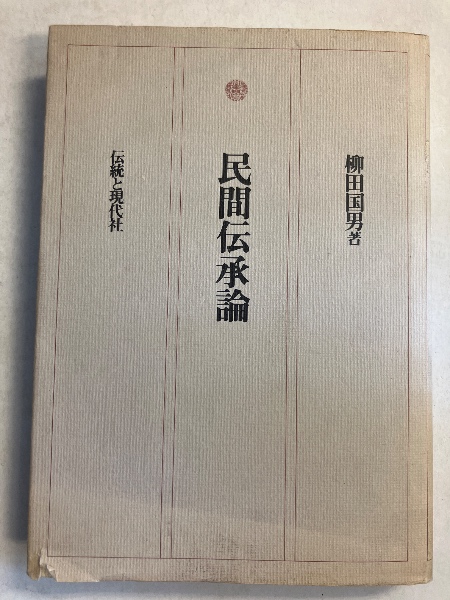 柳田国男著
民間伝承論
伝統と現代社